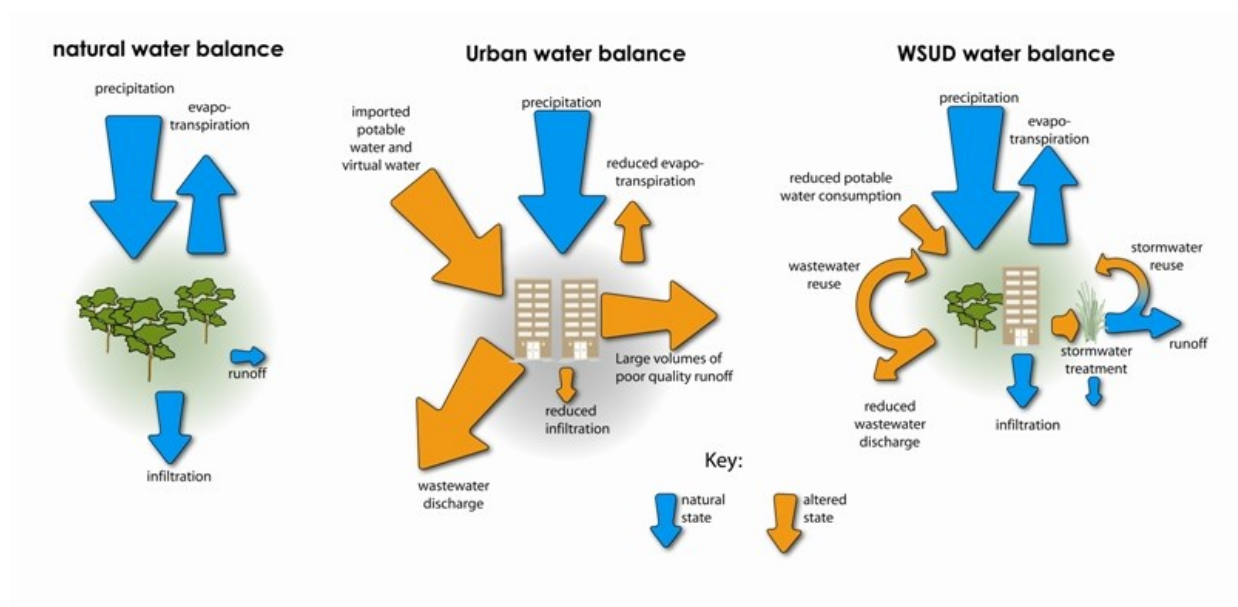 natural water balance
precipitation
evapo-
transpiration
runoff
infiltration
Urban water balance
imported
potable
water and
virtual water
precipitation
reduced evapo-
transpiration
Large volumes of
poor quality runoff
reduced
infiltration
wastewater
discharge
WSUD water balance
precipitation
evapo-
transpiration
reduced potable
water consumption
wastewater
reuse
stormwater
reuse
runoff
stormwater
treatment
infiltration
reduced
wastewater
discharge
Key:
natural
state
altered
state